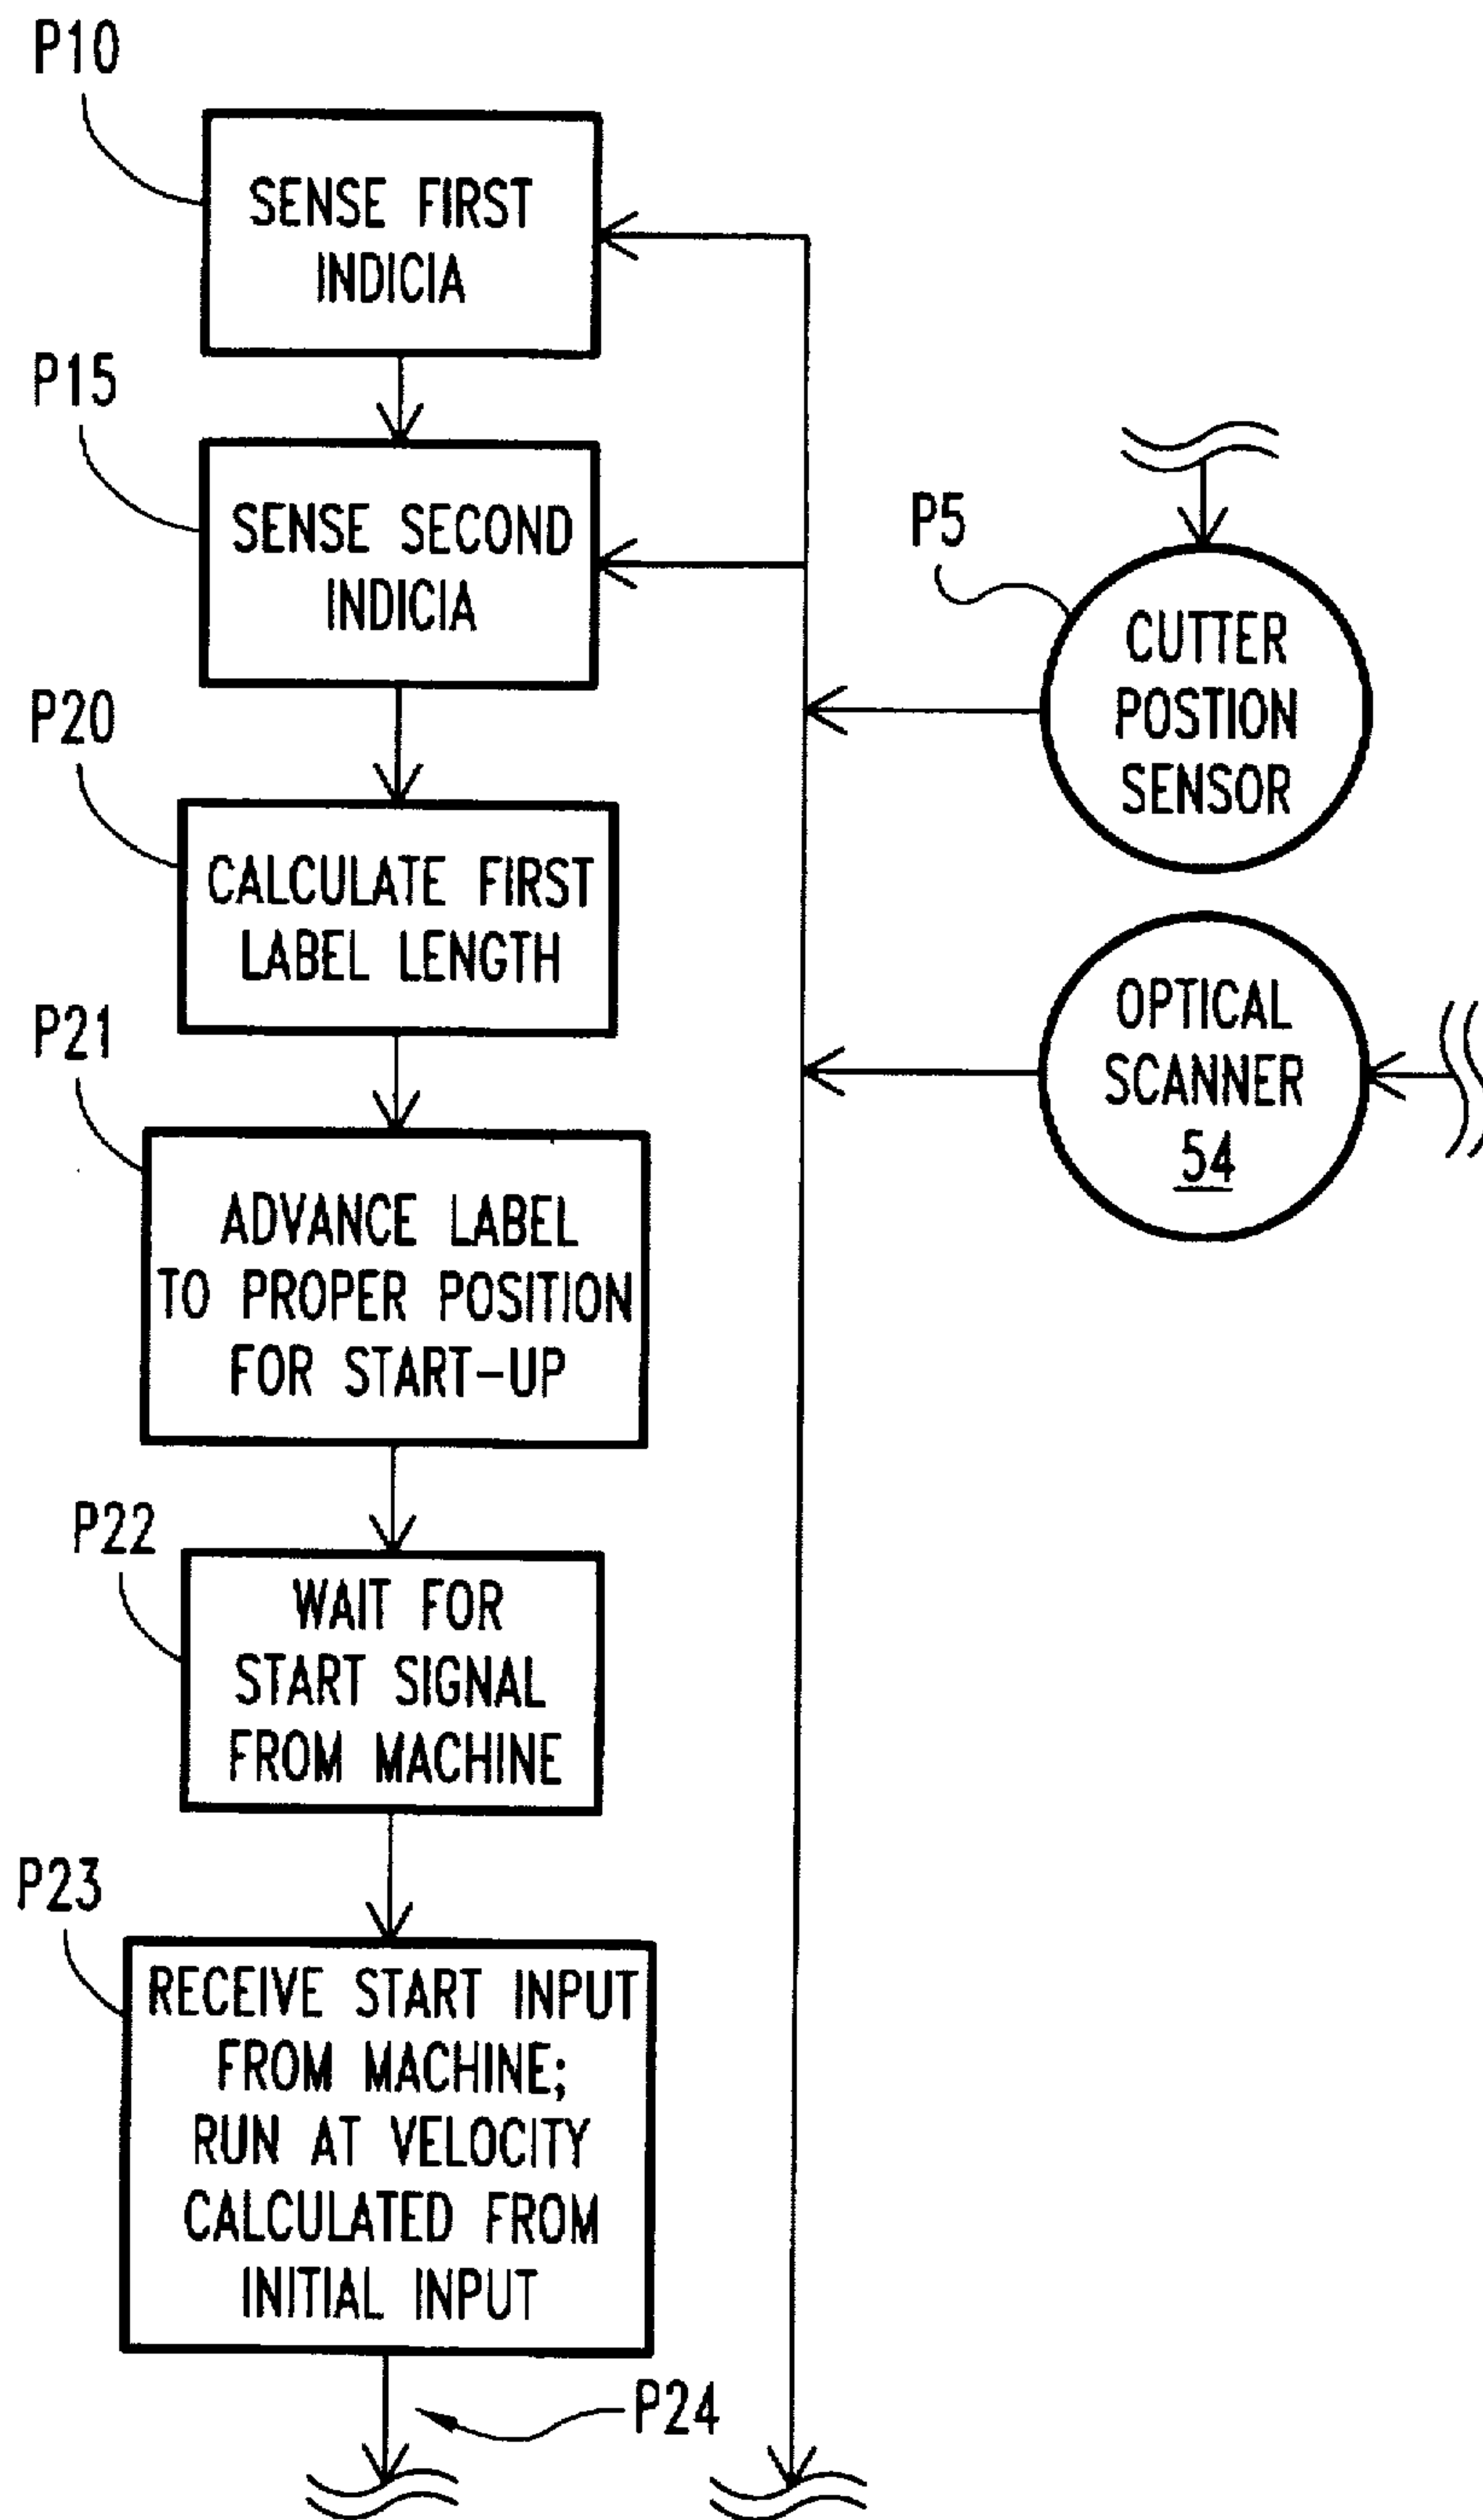 P10
SENSE FIRST
INDICIA
P15
SENSE SECOND
INDICIA
P5
CUTTER
POSTION
SENSOR
P20
CALCULATE FIRST
LABEL LENGTH
OPTICAL
SCANNER
54
P21
ADVANCE LABEL
TO PROPER POSITION
FOR START-UP
P22
WAIT FOR
START SIGNAL
FROM MACHINE
P23
RECEIVE START INPUT
FROM MACHINE;
RUN AT VELOCITY
CALCULATED FROM
INITIAL INPUT
P24